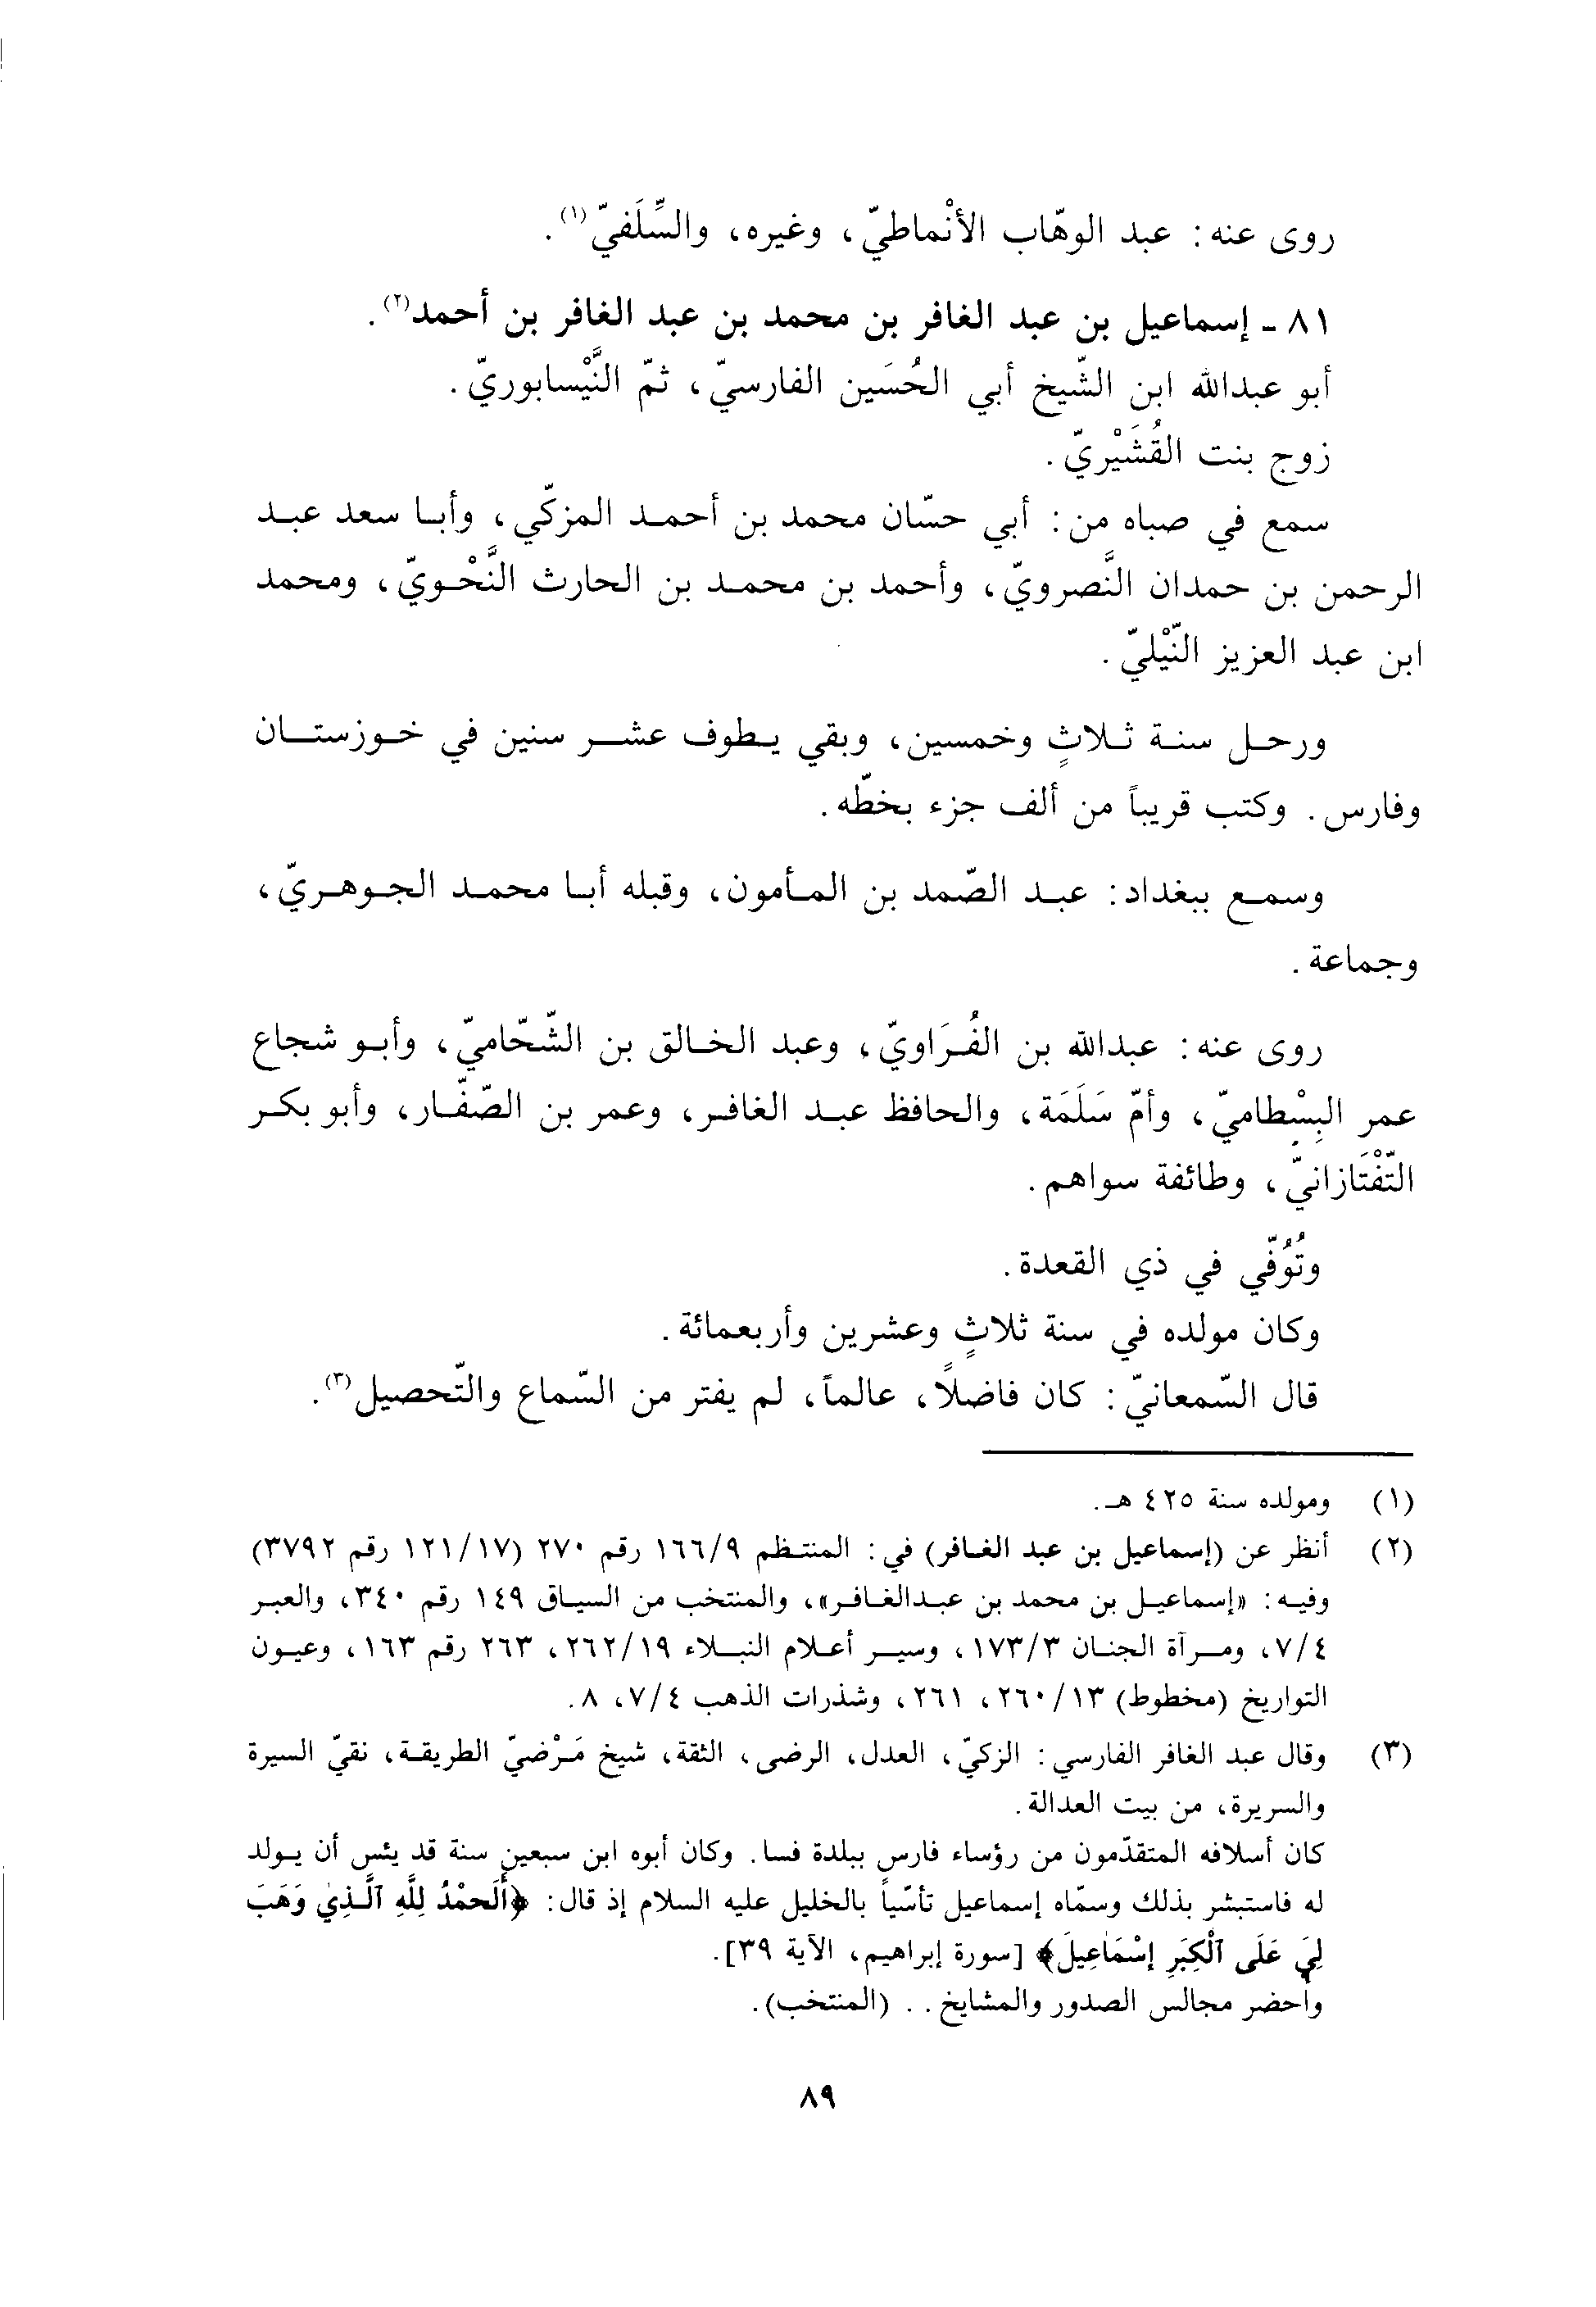 روى عنه: عبد الوهّاب الأنْماطيّ، وغيره، والسِّلَفيّ(١).
٨١ - إسماعيل بن عبد الغافر بن محمد بن عبد الغافر بن أحمد(٢).
أبو عبدالله ابن الشّيخ أبي الحُسَين الفارسيّ، ثمّ النَّيْسابوريّ.
زوج بنت القُشَيْريّ.
سمع في صباه من: أبي حسّان محمد بن أحمد المزكّي، وأبا سعد عبد
الرحمن بن حمدان النَّصرويّ، وأحمد بن محمد بن الحارث النَّحْويّ، ومحمد
ابن عبد العزيز النّيْليّ.
ورحل سنة ثلاثٍ وخمسين، وبقي يطوف عشر سنين في خوزستان
وفارس. وكتب قريباً من ألف جزء بخطّه.
وسمع ببغداد: عبد الصّمد بن المأمون، وقبله أبا محمد الجوهريّ،
وجماعة.
روى عنه: عبدالله بن الفُرَاويّ، وعبد الخالق بن الشّحّاميّ، وأبو شجاع
عمر البِسْطاميّ، وأمّ سَلَمَة، والحافظ عبد الغافر، وعمر بن الصّفّار، وأبو بكر
التّفْتَازانيّ، وطائفة سواهم.
وتُوُفّي في ذي القعدة.
وكان مولده في سنة ثلاثٍ وعشرين وأربعمائة.
قال السّمعانيّ: كان فاضلاً، عالماً، لم يفتر من السّماع والتّحصيل(٣).
(١) ومولده سنة ٤٢٥ هـ.
(٢) أنظر عن (إسماعيل بن عبد الغافر) في: المنتظم ١٦٦/٩ رقم ٢٧٠ (١٢١/١٧ رقم ٣٧٩٢)
وفيه: «إسماعيل بن محمد بن عبدالغافر»، والمنتخب من السياق ١٤٩ رقم ٣٤٠، والعبر
٧/٤، ومرآة الجنان ١٧٣/٣، وسير أعلام النبلاء ٢٦٢/١٩، ٢٦٣ رقم ١٦٣، وعيون
التواريخ (مخطوط) ٢٦٠/١٣، ٢٦١، وشذرات الذهب ٧/٤، ٨.
(٣) وقال عبد الغافر الفارسي: الزكيّ، العدل، الرضى، الثقة، شيخ مَرْضيّ الطريقة، نقيّ السيرة
والسريرة، من بيت العدالة.
كان أسلافه المتقدّمون من رؤساء فارس ببلدة فسا. وكان أبوه ابن سبعين سنة قد يئس أن يولد
له فاستبشر بذلك وسمّاه إسماعيل تأسّياً بالخليل عليه السلام إذ قال: ﴿أَلَحمْدُ لِلَّهِ ٱلَّذِي وَهَبَ
لِيَ عَلَى ٱلْكِبَرِ إِسْمَاعِيلَ﴾ [سورة إبراهيم، الآية ٣٩].
وأحضر مجالس الصدور والمشايخ.. (المنتخب).
٨٩